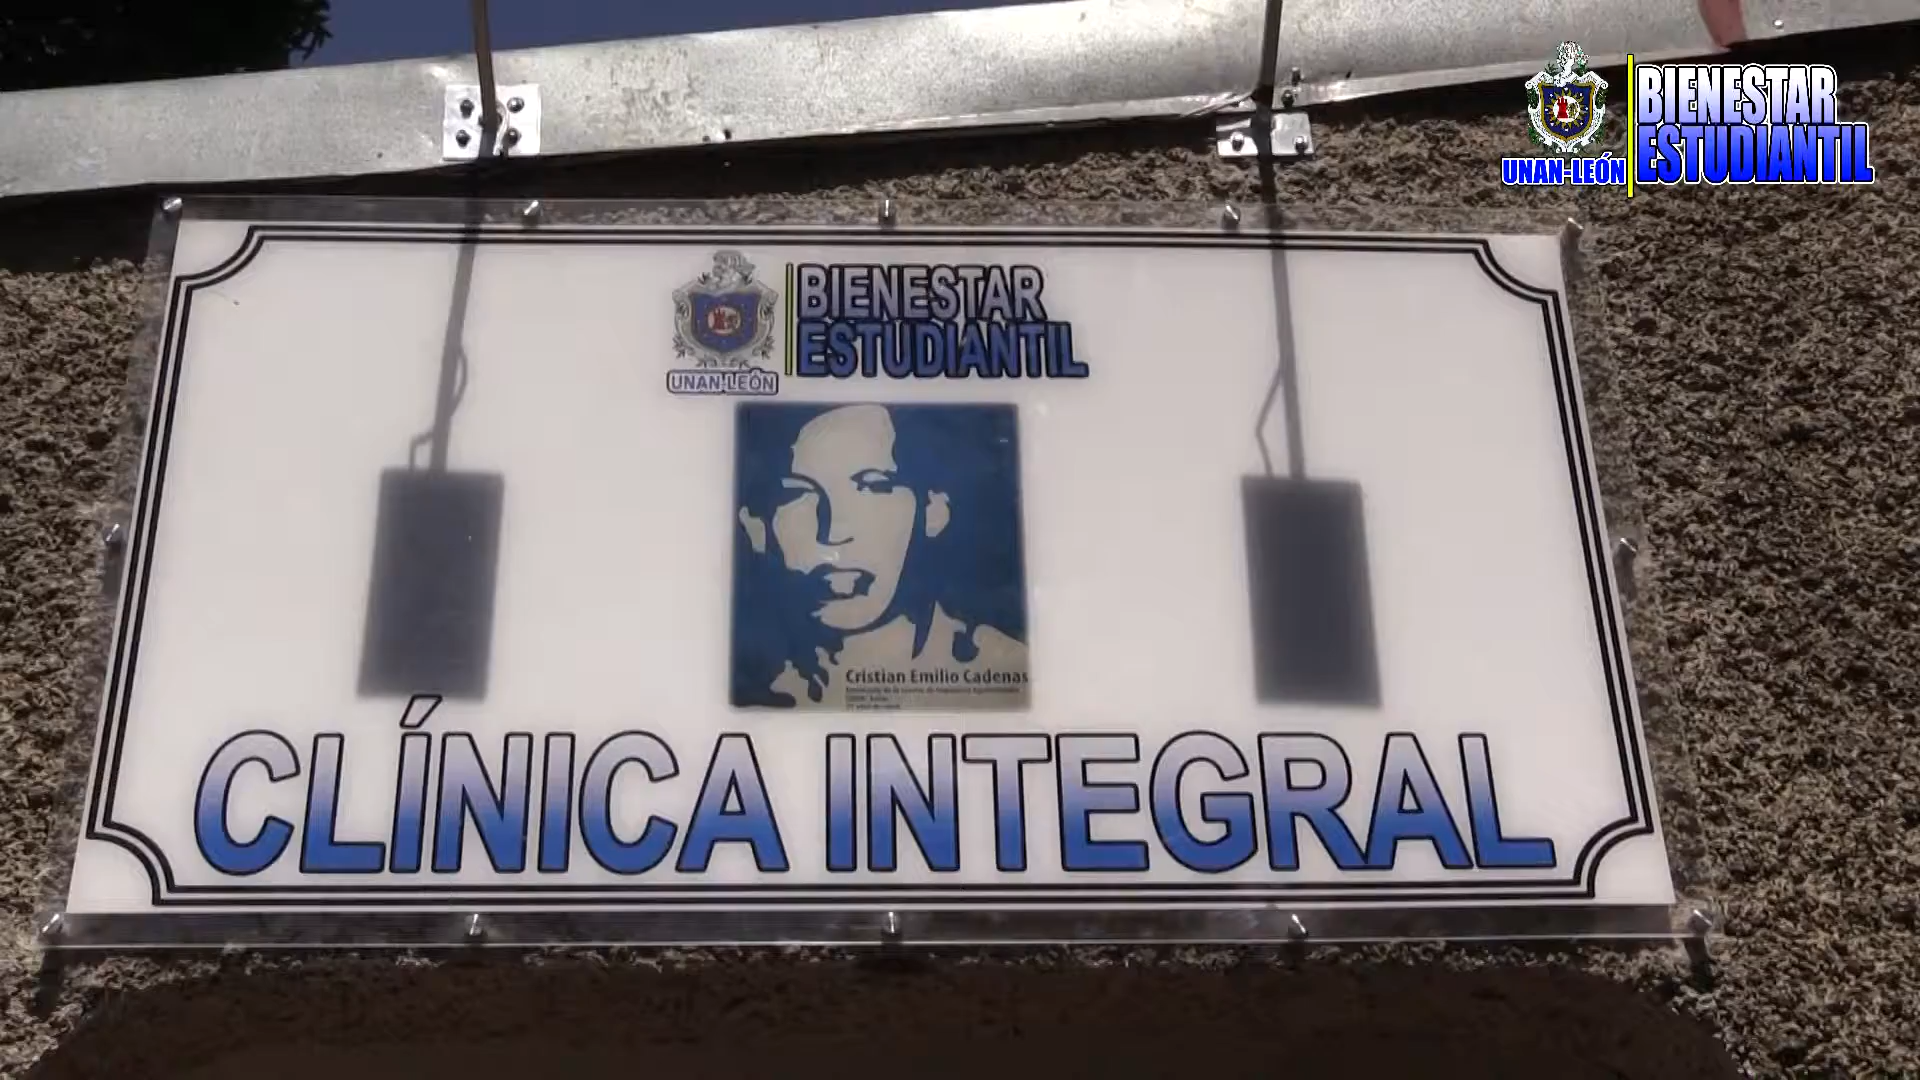 BIENESTAR
ESTUDIANTIL
UNAN-LEÓN
BIENESTAR
ESTUDIANTIL
UNAN-LEÓN
Cristian Emilio Cadenas
CLÍNICA INTEGRAL